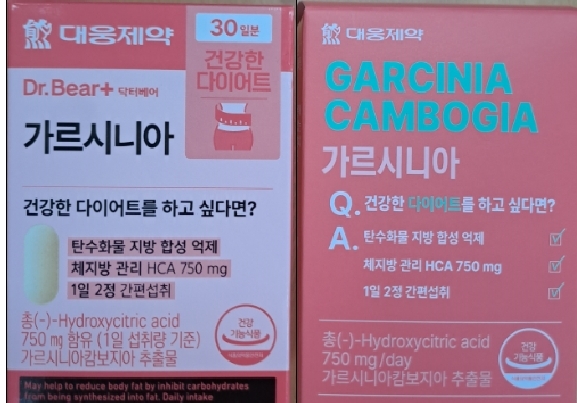 대웅제약
30일분
건강한
다이어트
Dr.Bear+ 닥터베어
가르시니아
건강한 다이어트를 하고 싶다면?
탄수화물 지방 합성 억제
체지방 관리 HCA 750 mg
1일 2정 간편섭취
총(-)-Hydroxycitric acid
750 mg 함유 (1일 섭취량 기준)
가르시니아캄보지아 추출물
건강
기능식품
May help to reduce body fat by inhibit carbohydrates
from being synthesized into fat. Daily intake
대웅제약
GARCINIA
CAMBOGIA
가르시니아
Q. 건강한 다이어트를 하고 싶다면?
A. 탄수화물 지방 합성 억제
체지방 관리 HCA 750 mg
1일 2정 간편섭취
총(-)-Hydroxycitric acid
750 mg/day
가르시니아캄보지아 추출물
건강
기능식품